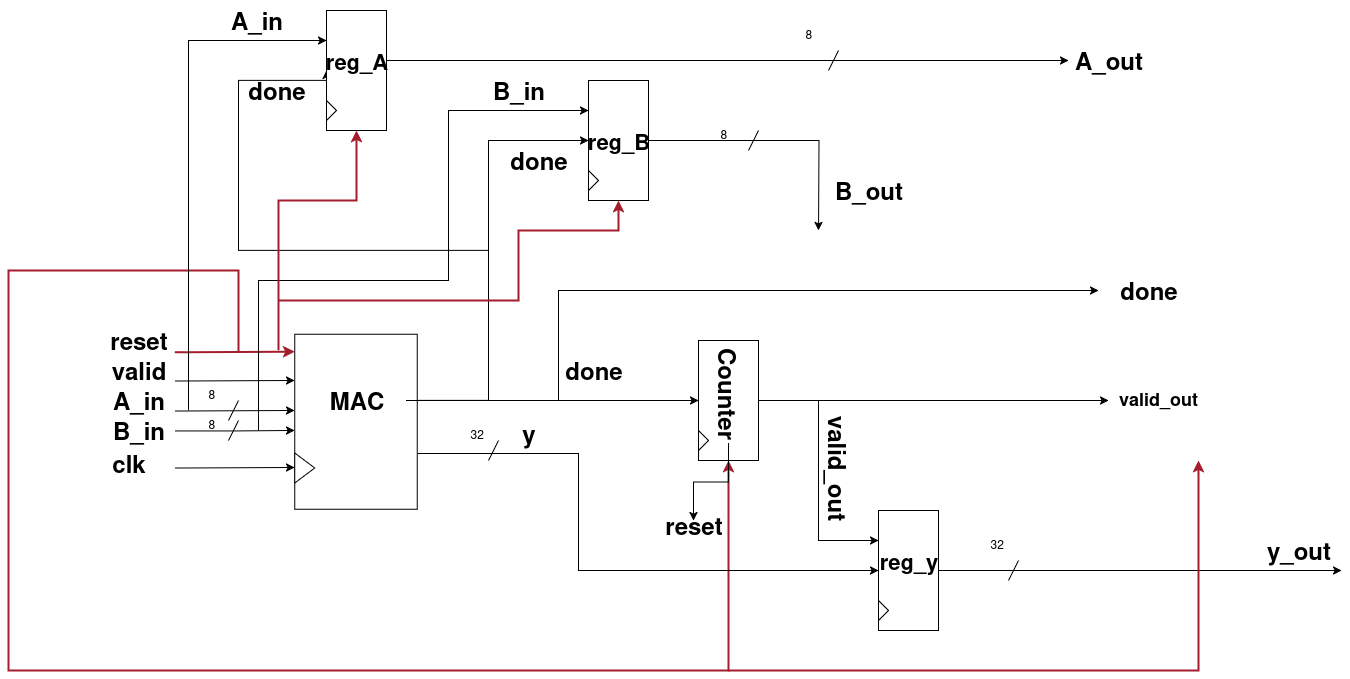 A_in
reg_A
8
A_out
done
B_in
reg_B
8
done
B_out
done
reset
valid
A_in
8
B_in
8
clk
MAC
done
Counter
valid_out
32
y
valid_out
reset
reg_y
32
y_out